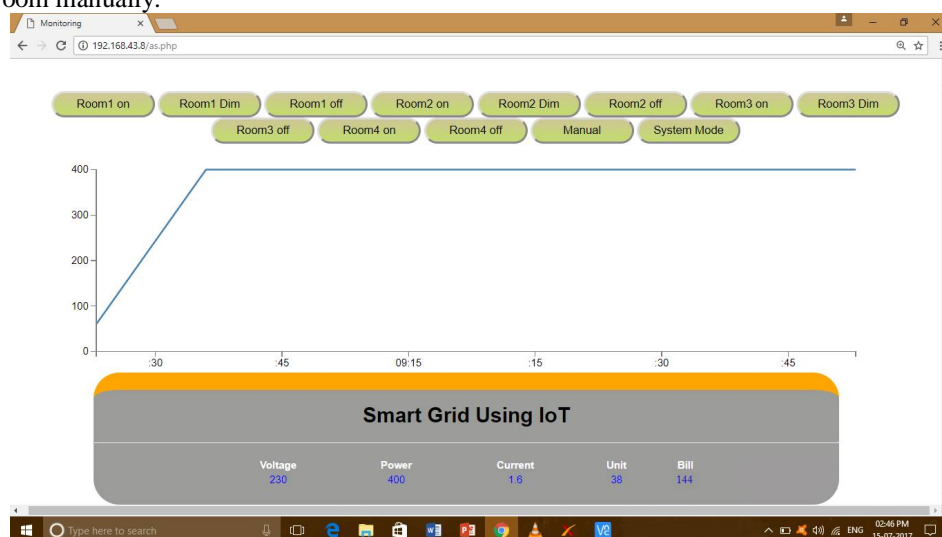 oom manually.
Monitoring
192.168.43.8/as.php
Room1 on Room1 Dim Room1 off Room2 on Room2 Dim Room2 off Room3 on Room3 Dim
Room3 off Room4 on Room4 off Manual System Mode
400
300
200
100
0
:30 :45 09:15 :15 :30 :45
Smart Grid Using IoT
Voltage Power Current Unit Bill
230 400 1.6 38 144
Type here to search
ENG 02:46 PM
15-07-2017